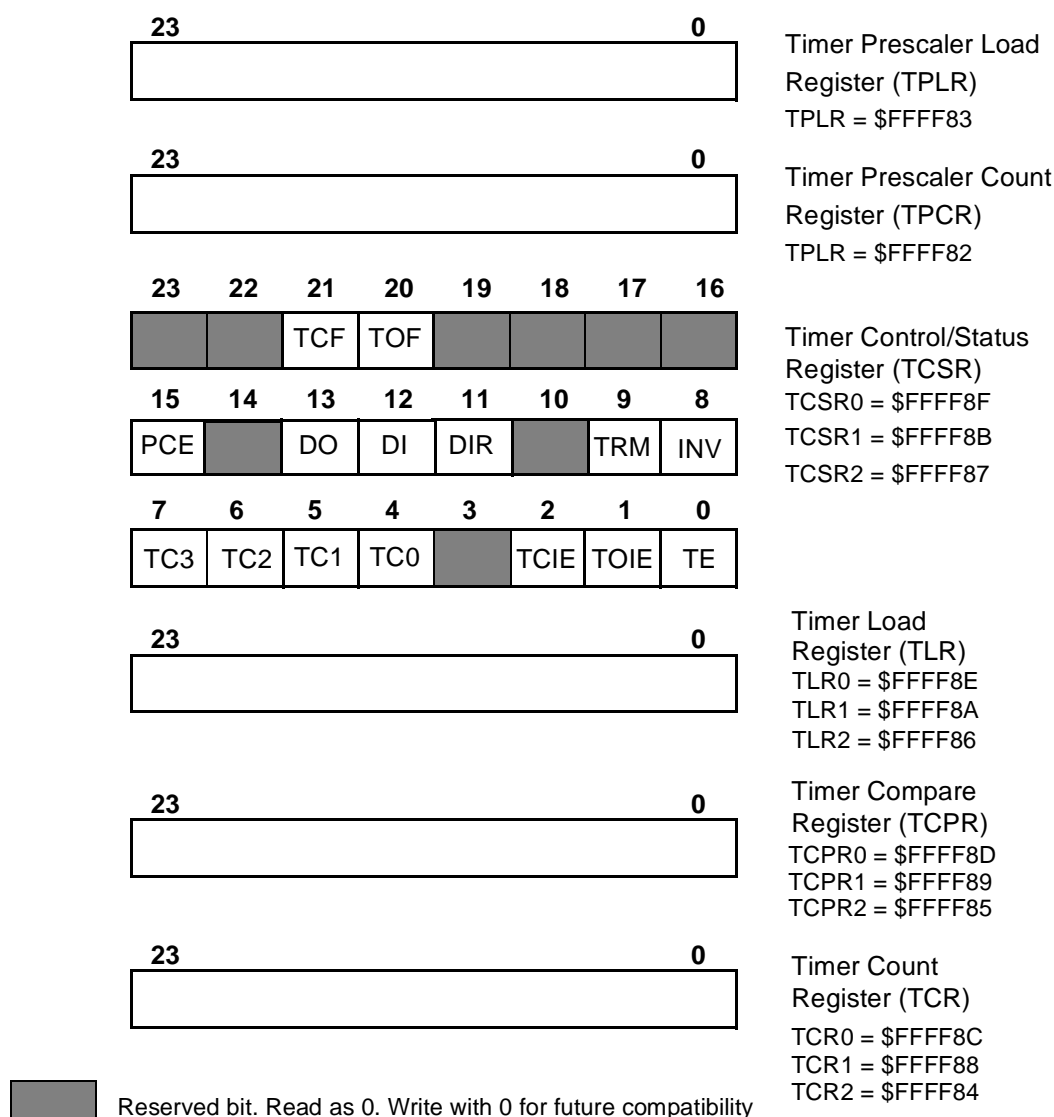 23 0
Timer Prescaler Load
Register (TPLR)
TPLR = $FFFF83
23 0
Timer Prescaler Count
Register (TPCR)
TPLR = $FFFF82
23 22 21 20 19 18 17 16
TCF TOF
Timer Control/Status
Register (TCSR)
TCSR0 = $FFFF8F
TCSR1 = $FFFF8B
TCSR2 = $FFFF87
15 14 13 12 11 10 9 8
PCE DO DI DIR TRM INV
7 6 5 4 3 2 1 0
TC3 TC2 TC1 TC0 TCIE TOIE TE
23 0
Timer Load
Register (TLR)
TLR0 = $FFFF8E
TLR1 = $FFFF8A
TLR2 = $FFFF86
23 0
Timer Compare
Register (TCPR)
TCPR0 = $FFFF8D
TCPR1 = $FFFF89
TCPR2 = $FFFF85
23 0
Timer Count
Register (TCR)
TCR0 = $FFFF8C
TCR1 = $FFFF88
TCR2 = $FFFF84
Reserved bit. Read as 0. Write with 0 for future compatibility